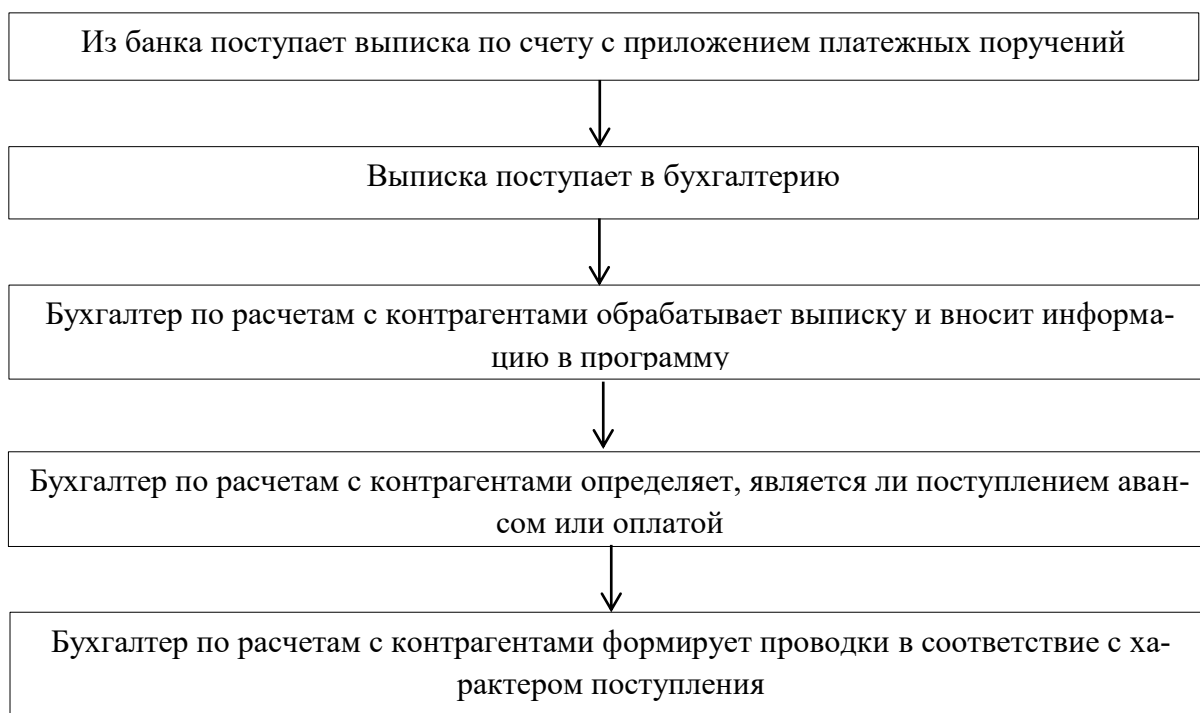 Из банка поступает выписка по счету с приложением платежных поручений
Выписка поступает в бухгалтерию
Бухгалтер по расчетам с контрагентами обрабатывает выписку и вносит информа-
цию в программу
Бухгалтер по расчетам с контрагентами определяет, является ли поступлением аван-
сом или оплатой
Бухгалтер по расчетам с контрагентами формирует проводки в соответствие с ха-
рактером поступления